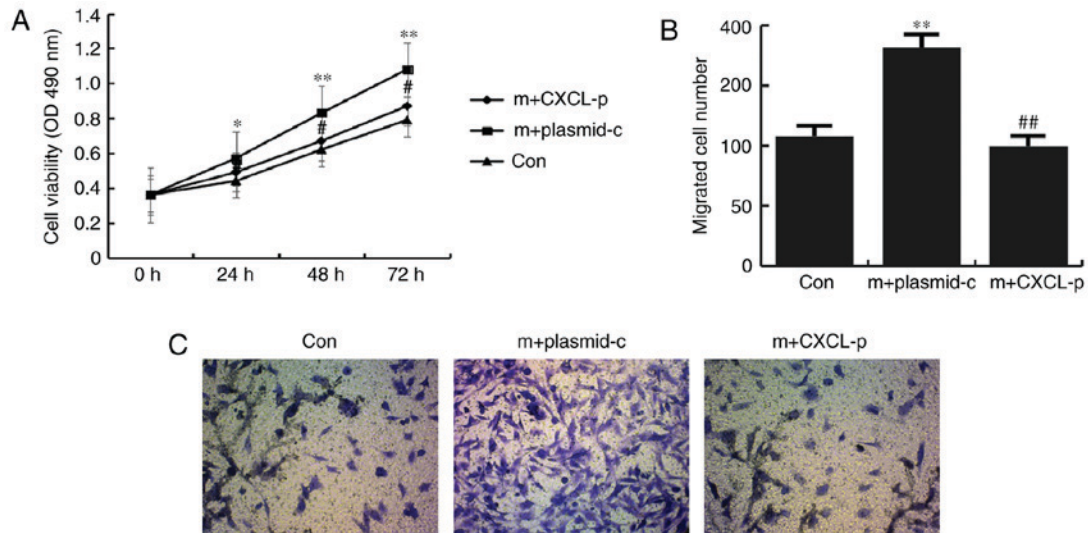 A
Cell viability (OD 490 nm)
1.4
1.2
1.0
0.8
0.6
0.4
0.2
0
0 h 24 h 48 h 72 h
*
**
#
**
#
m+CXCL-p
m+plasmid-c
Con
B
Migrated cell number
400
200
100
50
0
**
##
Con m+plasmid-c m+CXCL-p
C
Con m+plasmid-c m+CXCL-p